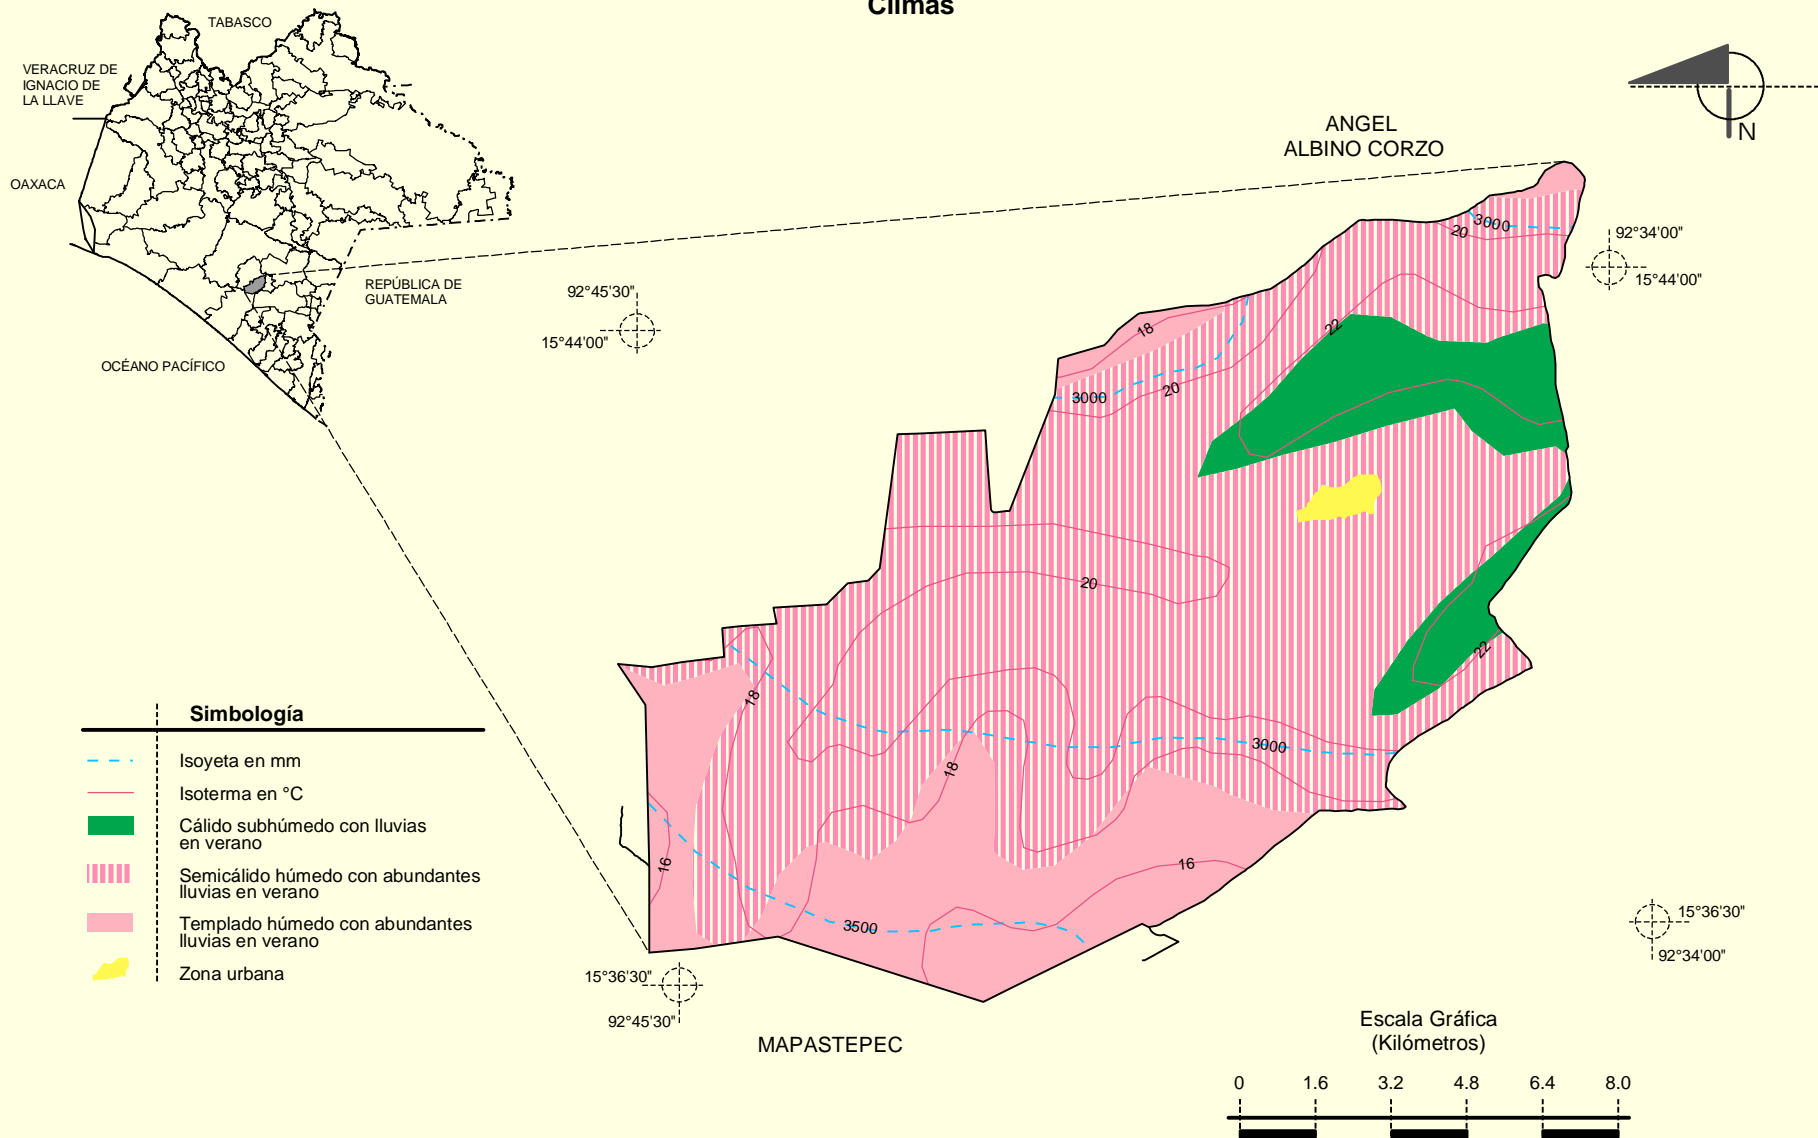 Climas
TABASCO
VERACRUZ DE
IGNACIO DE
LA LLAVE
OAXACA
REPÚBLICA DE
GUATEMALA
OCÉANO PACÍFICO
N
ANGEL
ALBINO CORZO
92°34'00"
15°44'00"
92°45'30"
15°44'00"
3000
20
18
22
3000
20
20
18
18
3000
22
16
16
3500
Simbología
Isoyeta en mm
Isoterma en °C
Cálido subhúmedo con lluvias
en verano
Semicálido húmedo con abundantes
lluvias en verano
Templado húmedo con abundantes
lluvias en verano
Zona urbana
15°36'30"
92°34'00"
15°36'30"
92°45'30"
MAPASTEPEC
Escala Gráfica
(Kilómetros)
0 1.6 3.2 4.8 6.4 8.0